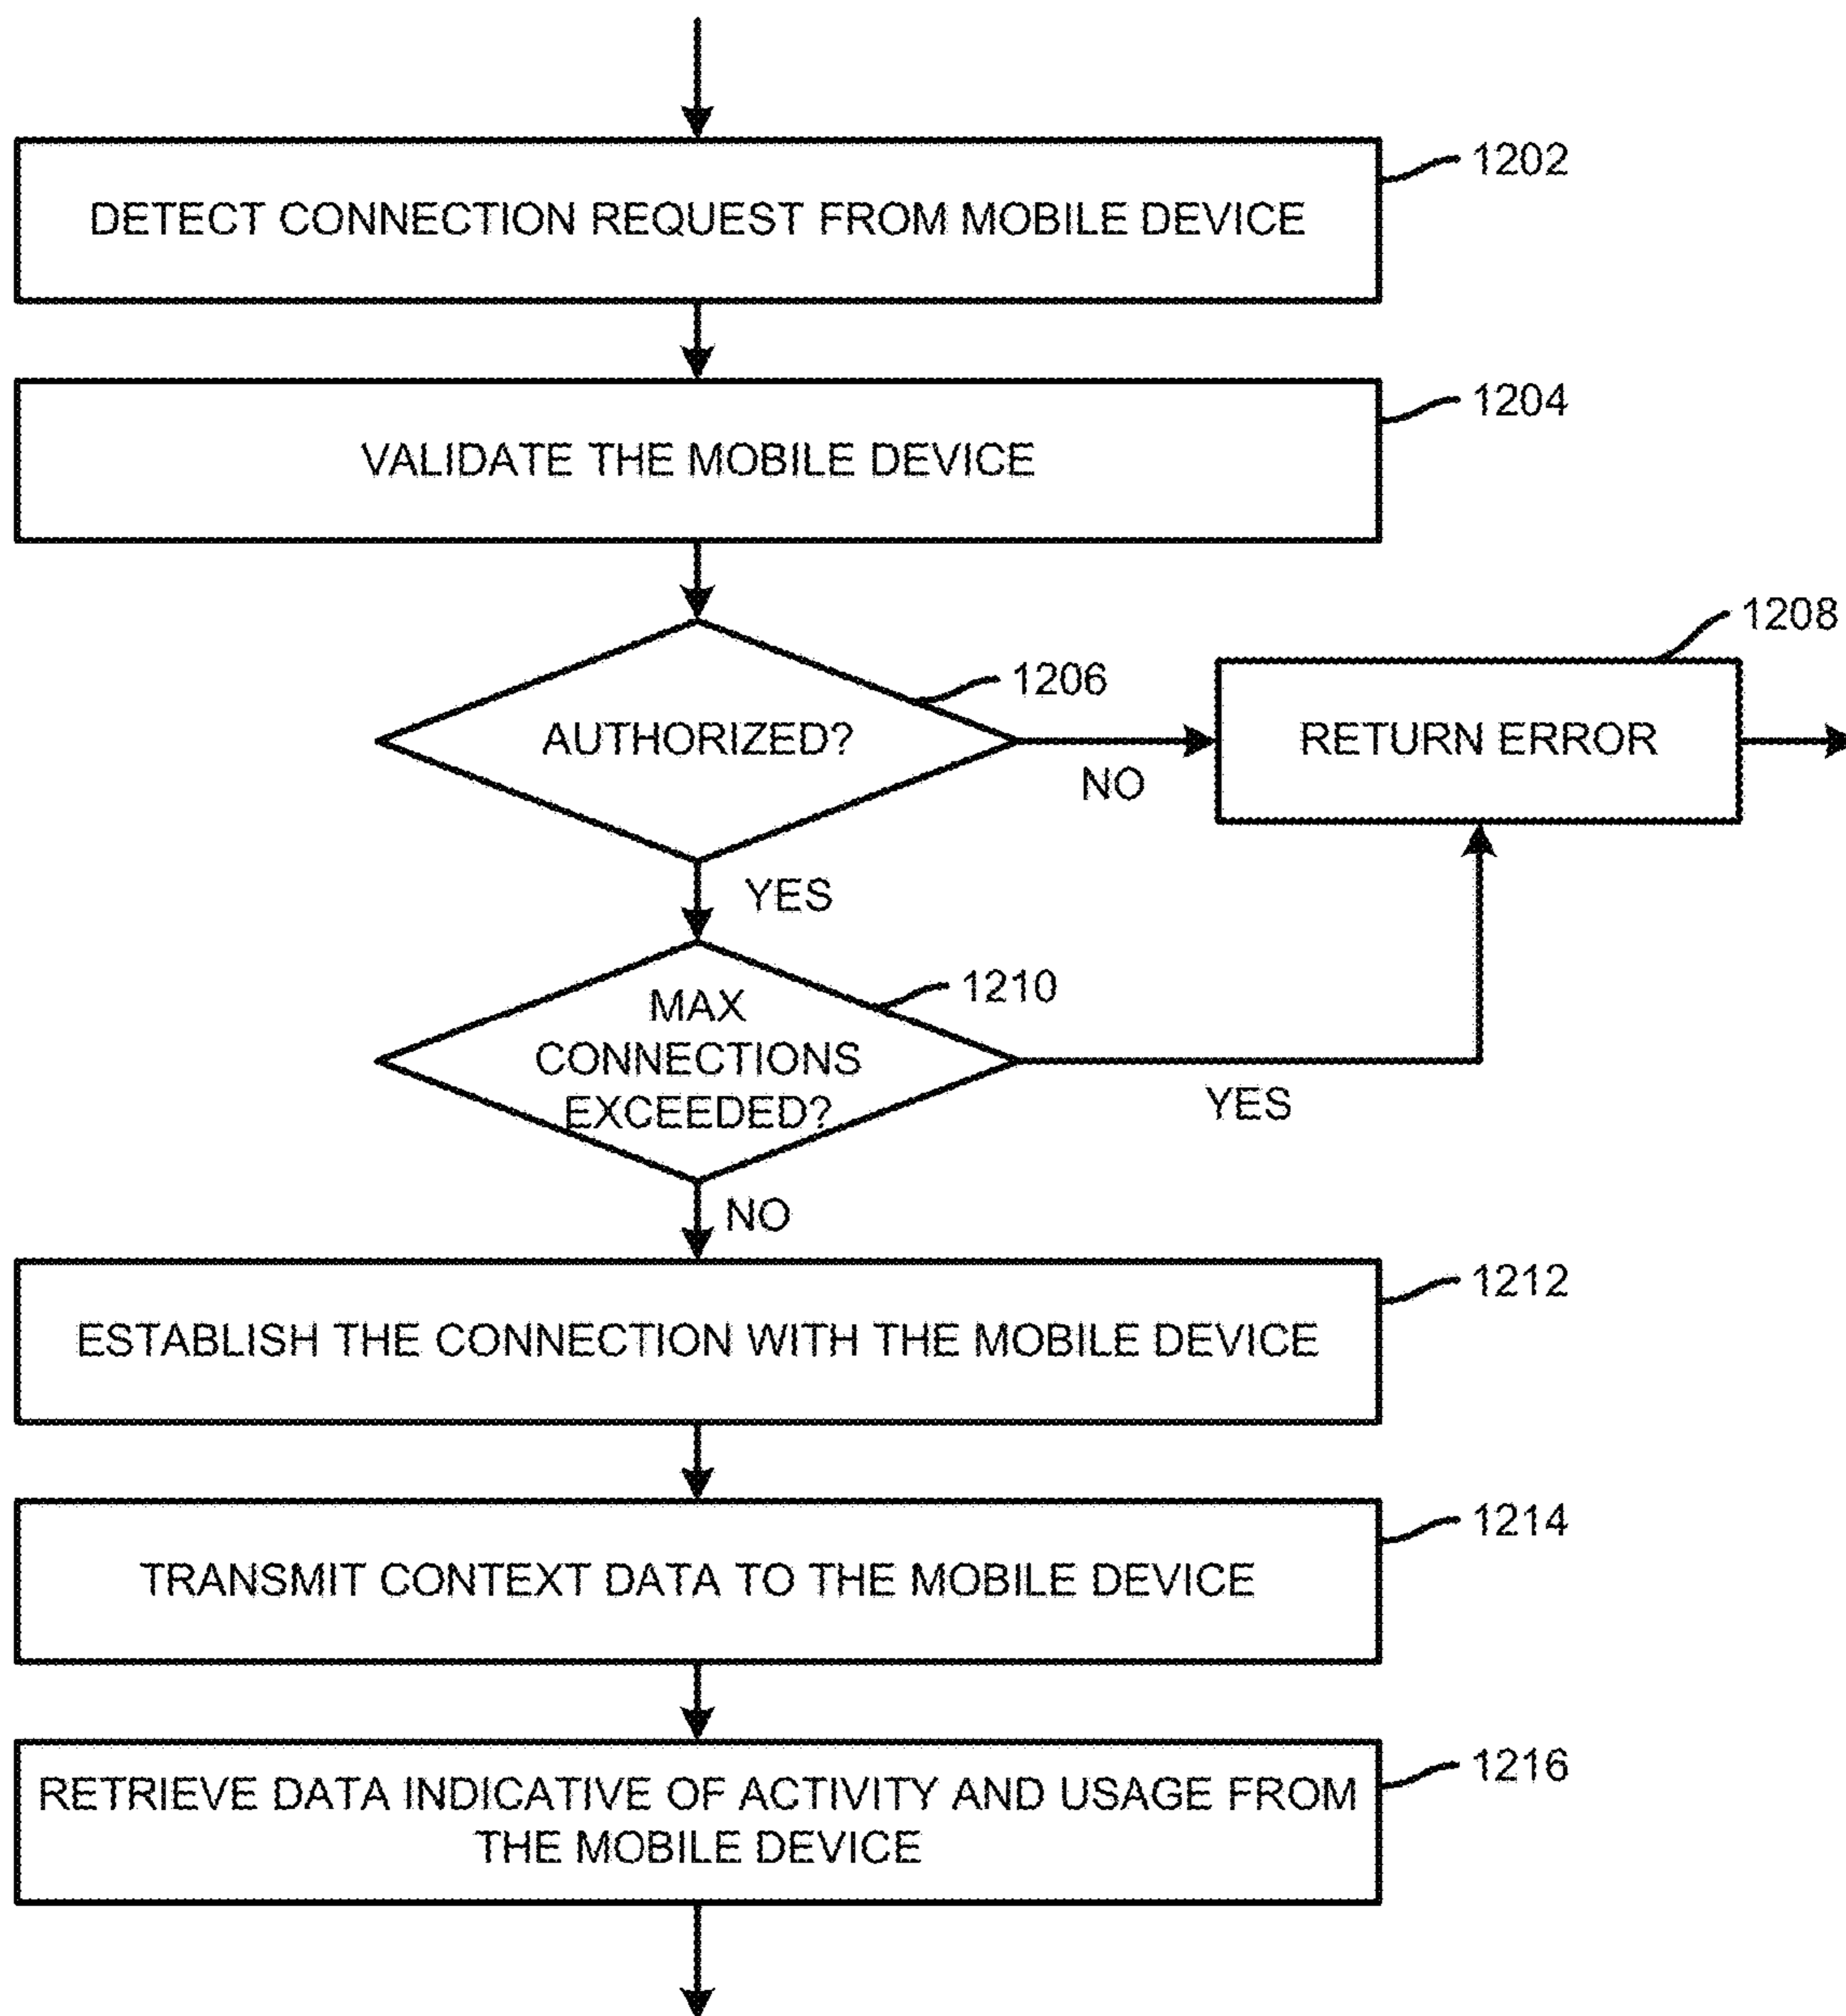 1202
DETECT CONNECTION REQUEST FROM MOBILE DEVICE
1204
VALIDATE THE MOBILE DEVICE
1208
1206
AUTHORIZED?
RETURN ERROR
NO
YES
1210
MAX
CONNECTIONS
EXCEEDED?
YES
NO
1212
ESTABLISH THE CONNECTION WITH THE MOBILE DEVICE
1214
TRANSMIT CONTEXT DATA TO THE MOBILE DEVICE
1216
RETRIEVE DATA INDICATIVE OF ACTIVITY AND USAGE FROM
THE MOBILE DEVICE